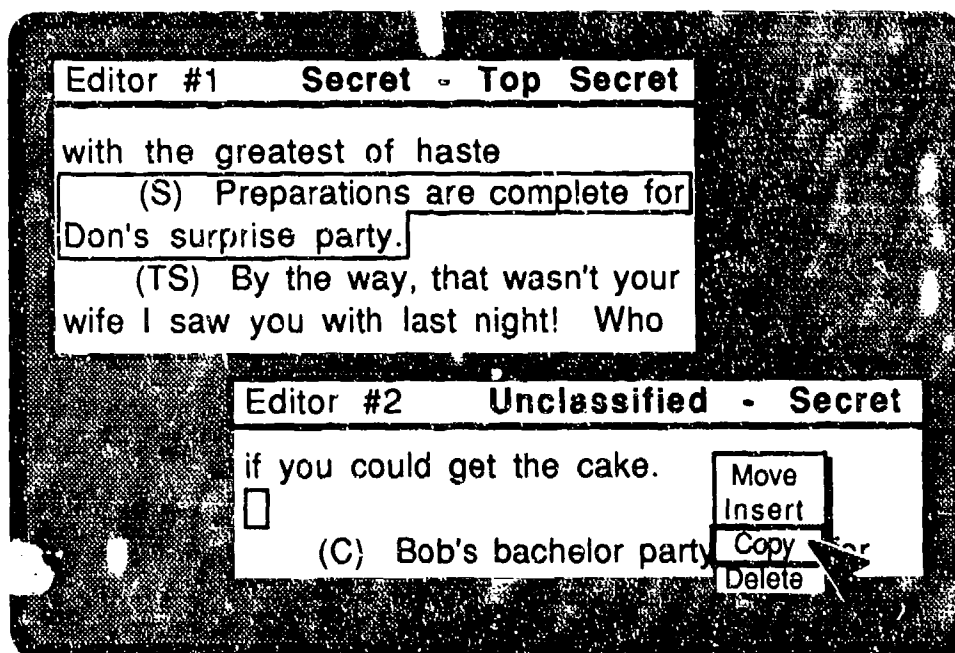 Editor #1 Secret - Top Secret
with the greatest of haste
(S) Preparations are complete for
Don's surprise party.
(TS) By the way, that wasn't your
wife I saw you with last night! Who
Editor #2 Unclassified - Secret
if you could get the cake.
(C) Bob's bachelor party
Move
Insert
Copy
Delete